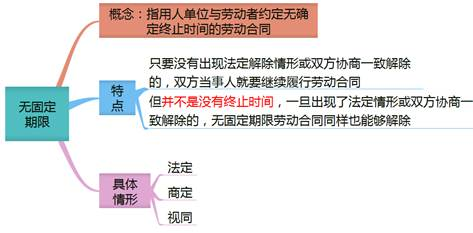 概念：指用人单位与劳动者约定无确
定终止时间的劳动合同
无固定
期限
特
点
只要没有出现法定解除情形或双方协商一致解除
的，双方当事人就要继续履行劳动合同
但并不是没有终止时间，一旦出现了法定情形或双方协商一
致解除的，无固定期限劳动合同同样也能够解除
具体
情形
法定
商定
视同